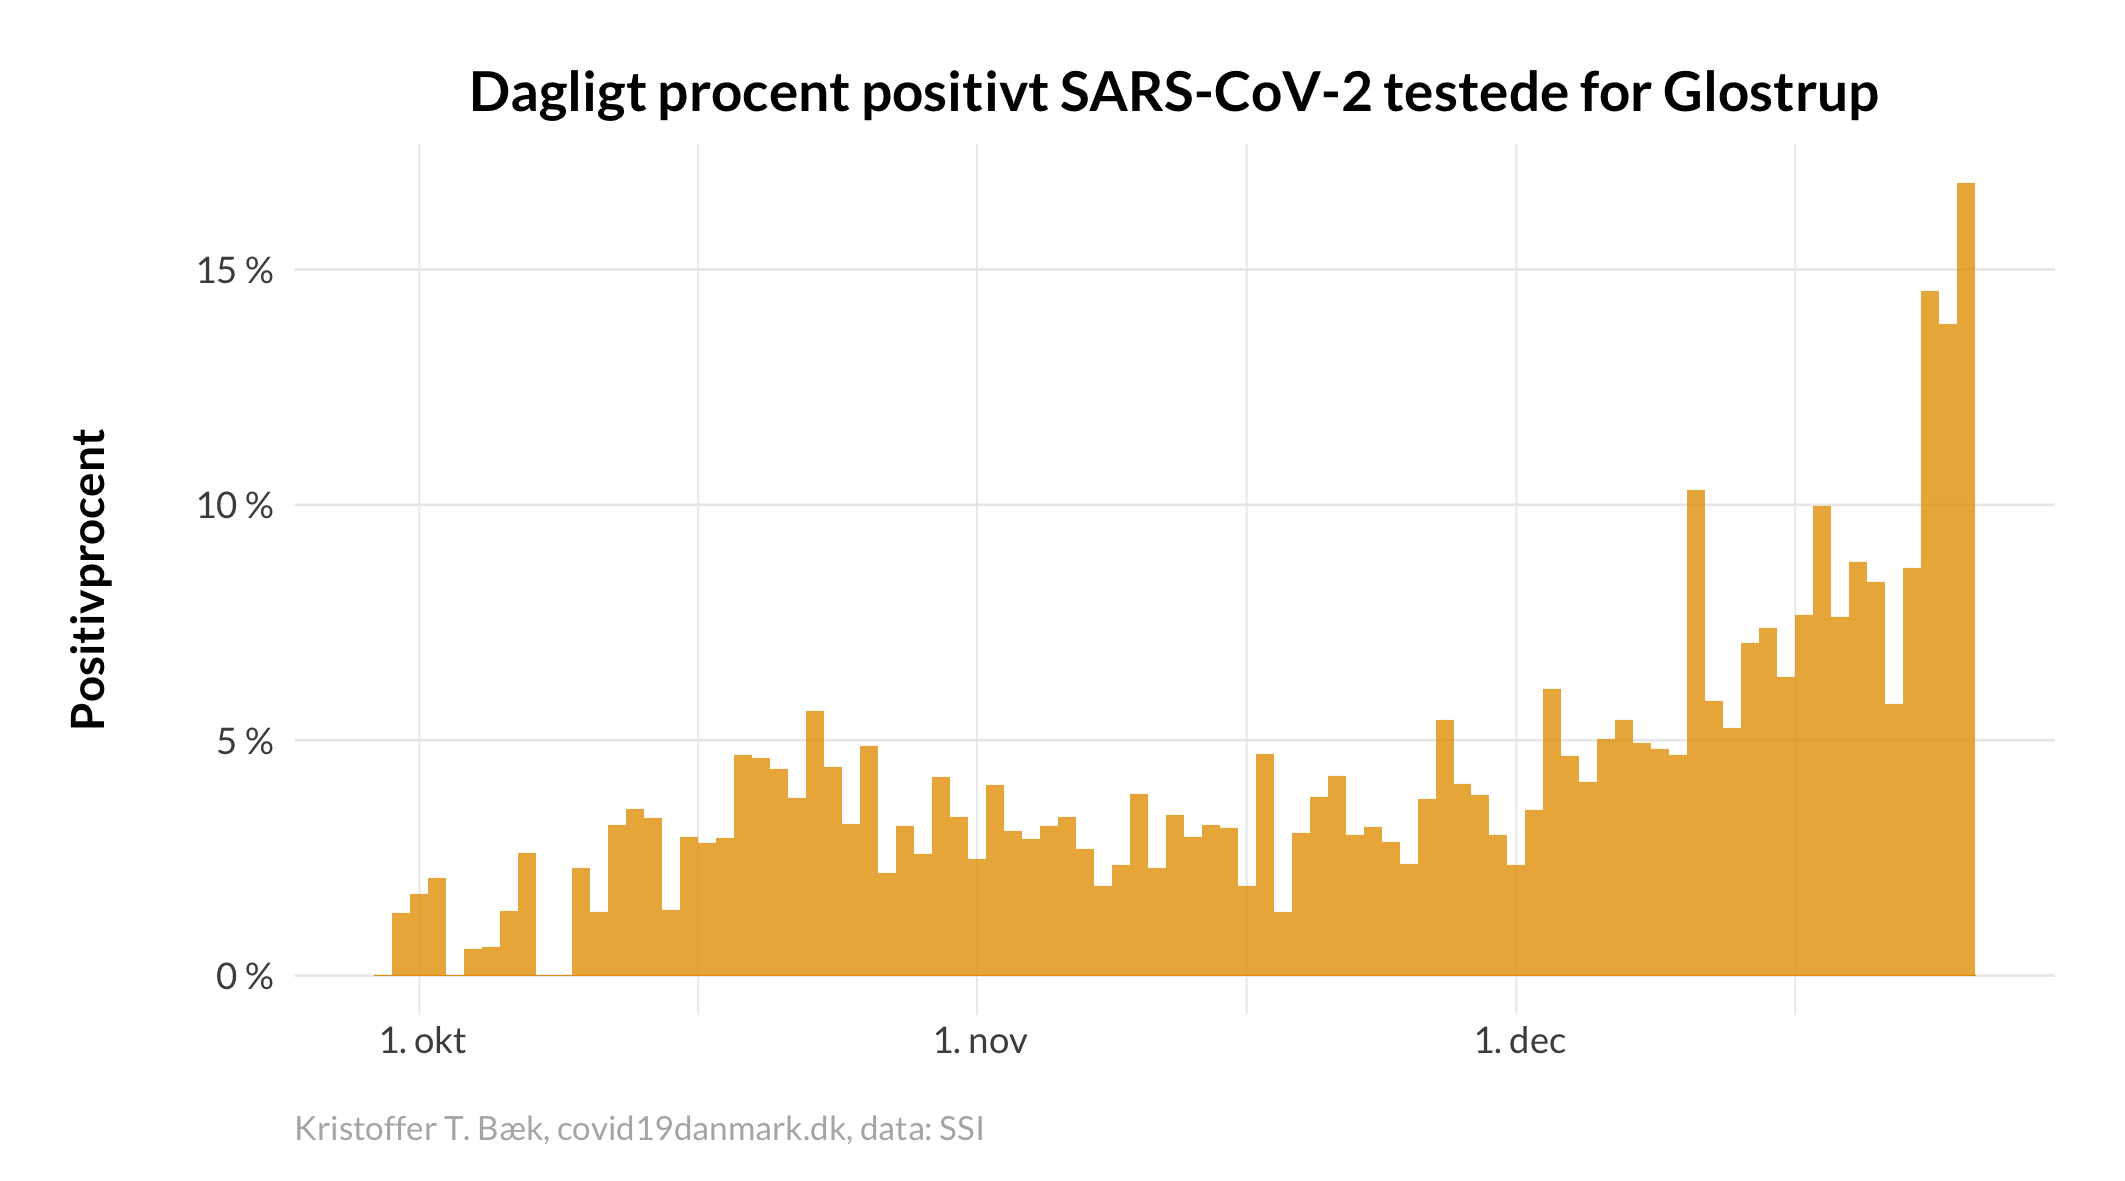 Dagligt procent positivt SARS-CoV-2 testede for Glostrup
Positivprocent
15 %
10 %
5 %
0 %
1. okt
1. nov
1. dec
Kristoffer T. Bæk, covid19danmark.dk, data: SSI